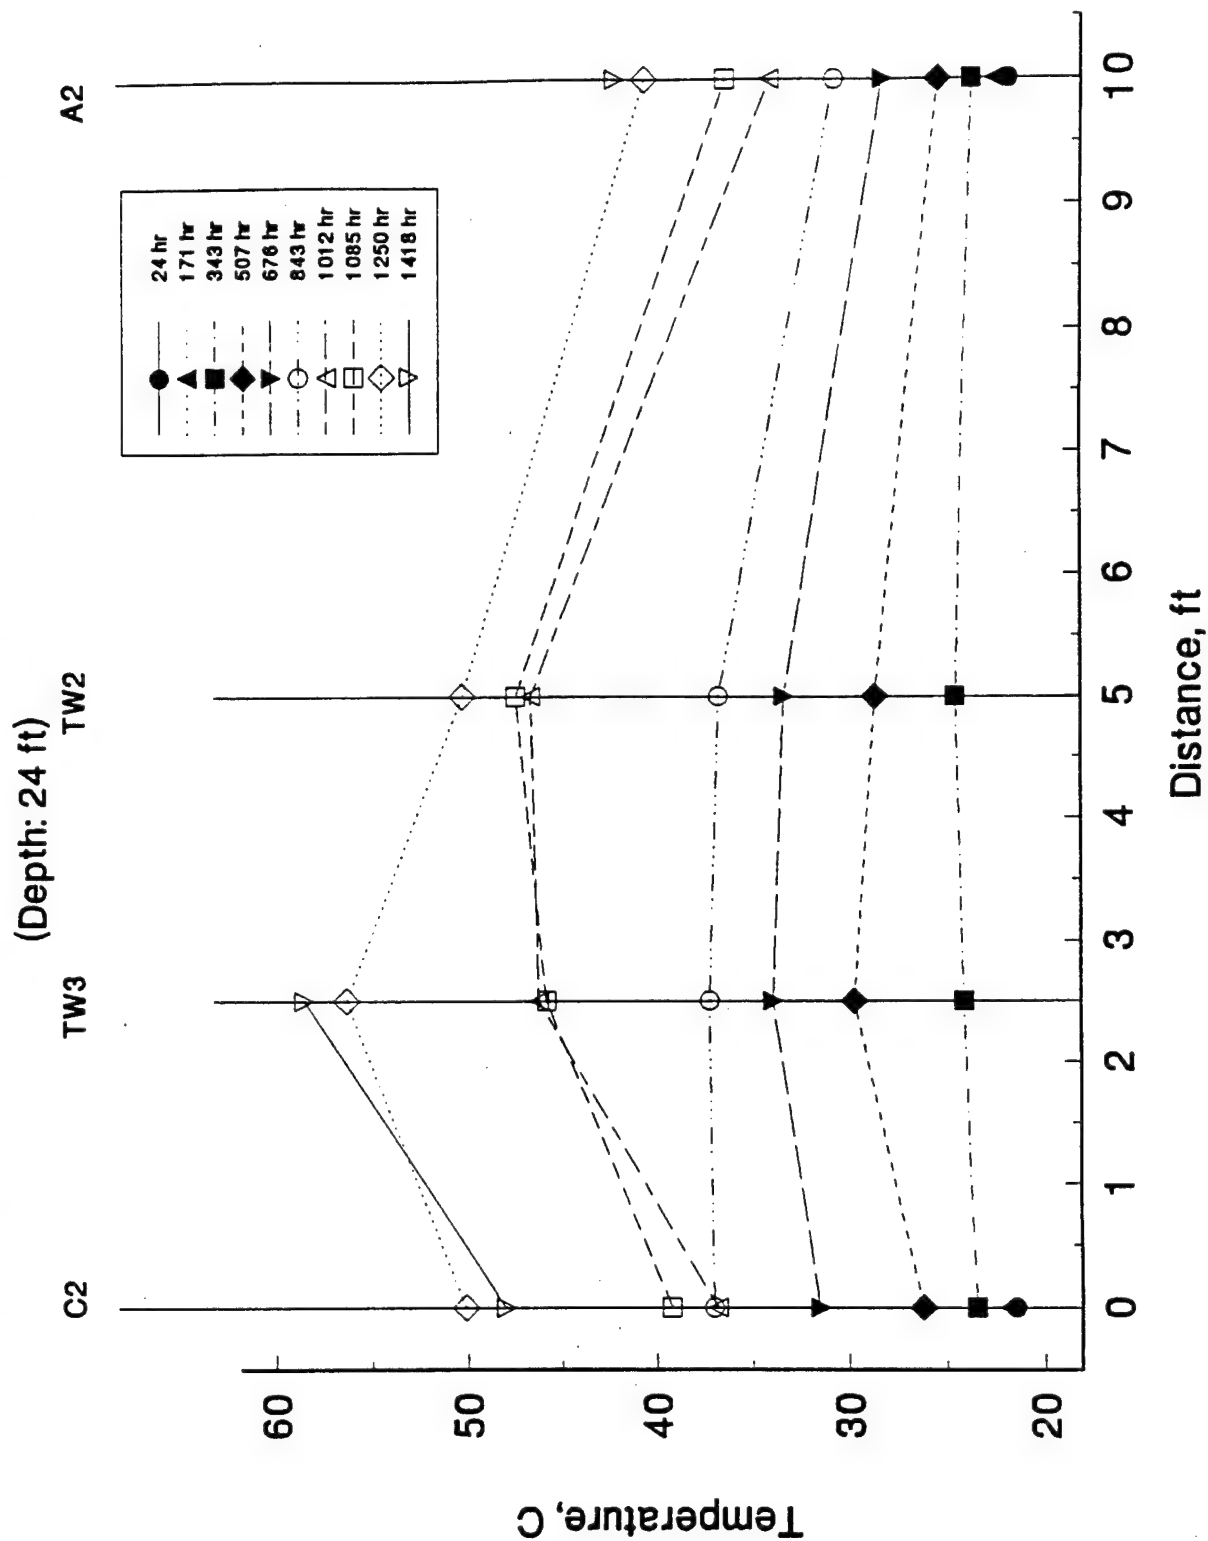 (Depth: 24 ft)
C2
TW3
TW2
A2
24 hr
171 hr
343 hr
507 hr
676 hr
843 hr
1012 hr
1085 hr
1250 hr
1418 hr
Temperature, C
60
50
40
30
20
0 1 2 3 4 5 6 7 8 9 10
Distance, ft